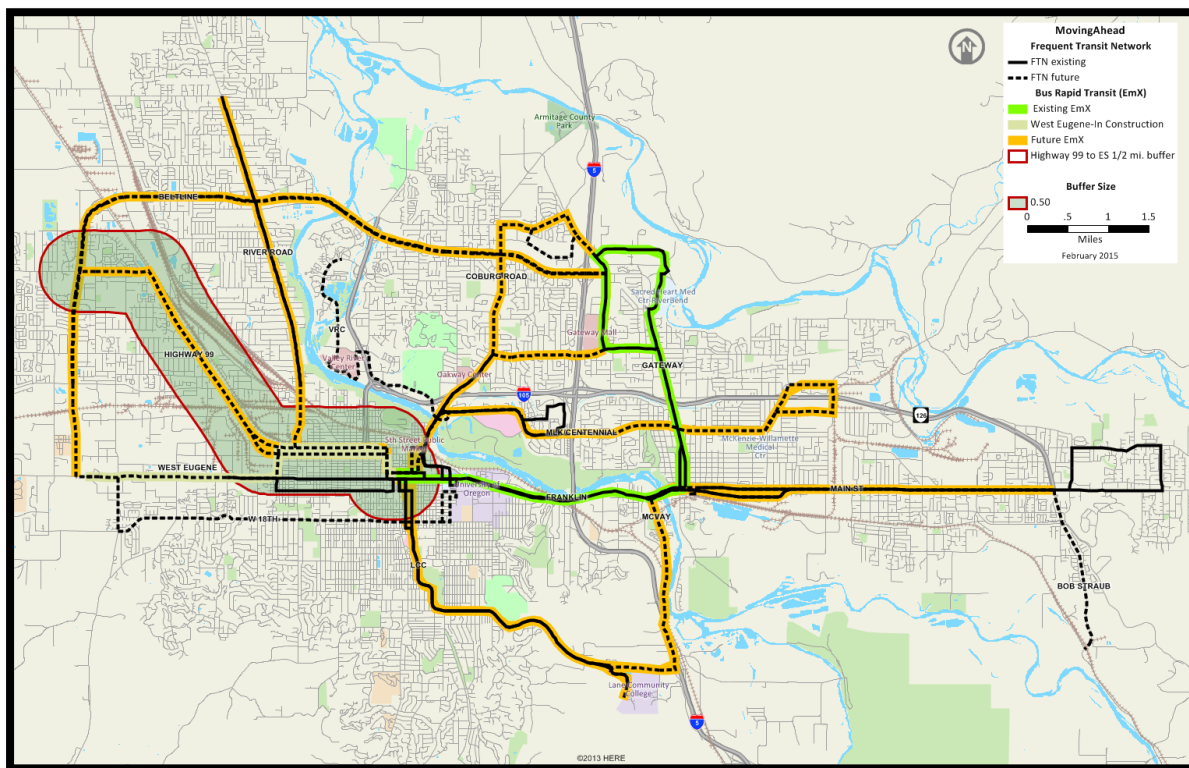 MovingAhead
Frequent Transit Network
FTN existing
FTN future
Bus Rapid Transit (EmX)
Existing EmX
West Eugene-In Construction
Future EmX
Highway 99 to ES 1/2 mi. buffer
Buffer Size
0.50
0 .5 1 1.5
Miles
February 2015
N
Armitage County
Park
5
BELTLINE
RIVER ROAD
COBURG ROAD
Sacred Heart Med
Ctr-RiverBend
VRC
Gateway Mall
HIGHWAY 99
Valley River
Center
GATEWAY
Oakway Center
105
126
MLK/CENTENNIAL
5th Street Public
McKenzie-Willamette
Medical
Ctr
WEST EUGENE
University of
Oregon
FRANKLIN
MAIN ST
MCVAY
W 18TH
LCC
BOB STRAUB
Lane Community
College
5
©2013 HERE